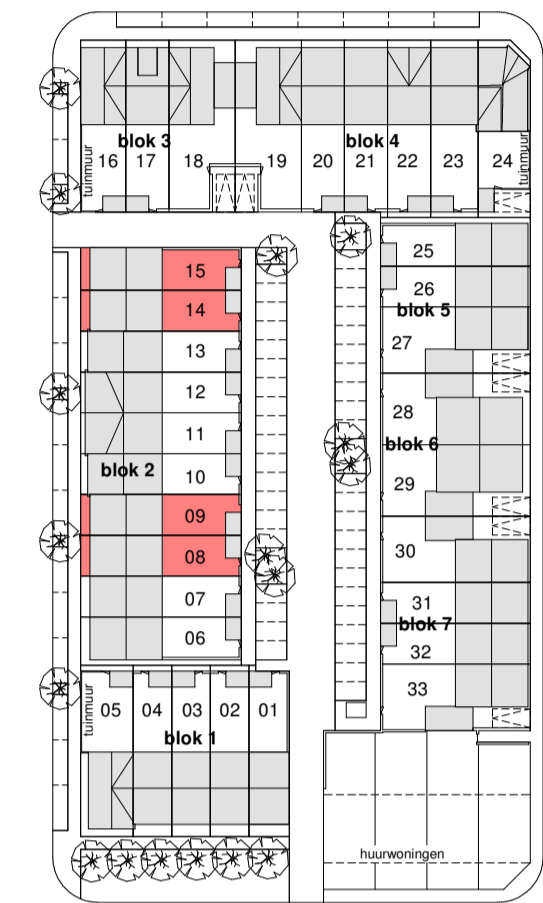 blok 3
blok 4
tuinmuur
16 17 18 19 20 21 22 23 24
tuinmuur
15
14
13
12
11
blok 2
10
09
08
07
06
25
26
blok 5
27
28
blok 6
29
30
31
blok 7
32
33
tuinmuur
05 04 03 02 01
blok 1
huurwoningen